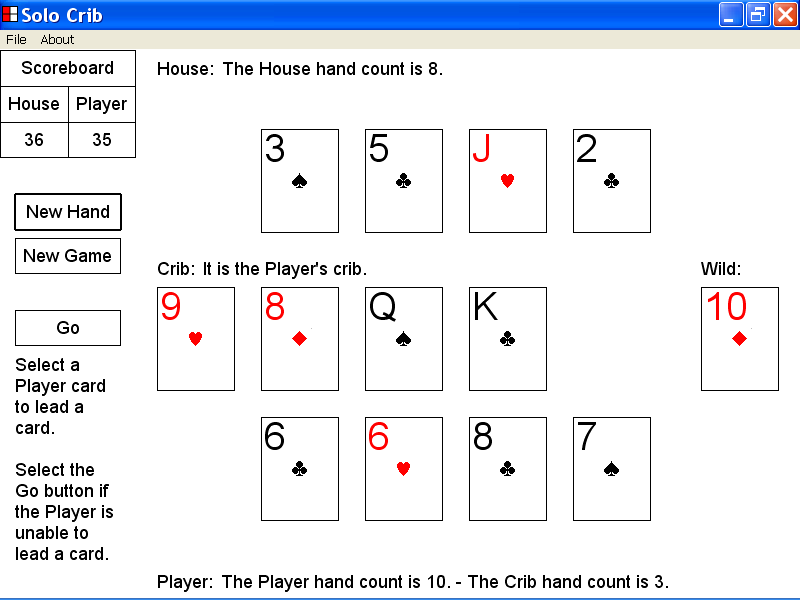 Solo Crib
File About
Scoreboard
House Player
36 35
New Hand
New Game
Go
Select a
Player card
to lead a
card.
Select the
Go button if
the Player is
unable to
lead a card.
House: The House hand count is 8.
3 5 J 2
Crib: It is the Player's crib.
Wild:
9 8 Q K 10
6 6 8 7
Player: The Player hand count is 10. - The Crib hand count is 3.